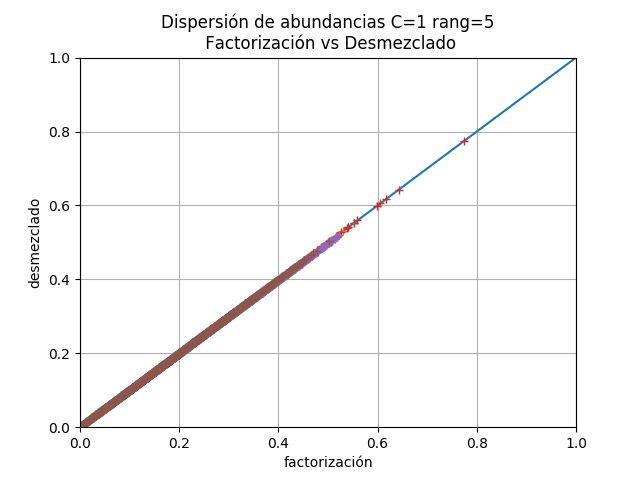 Dispersión de abundancias C=1 rang=5
Factorización vs Desmezclado
1.0
0.8
0.6
0.4
0.2
0.0
desmezclado
0.0 0.2 0.4 0.6 0.8 1.0
factorización